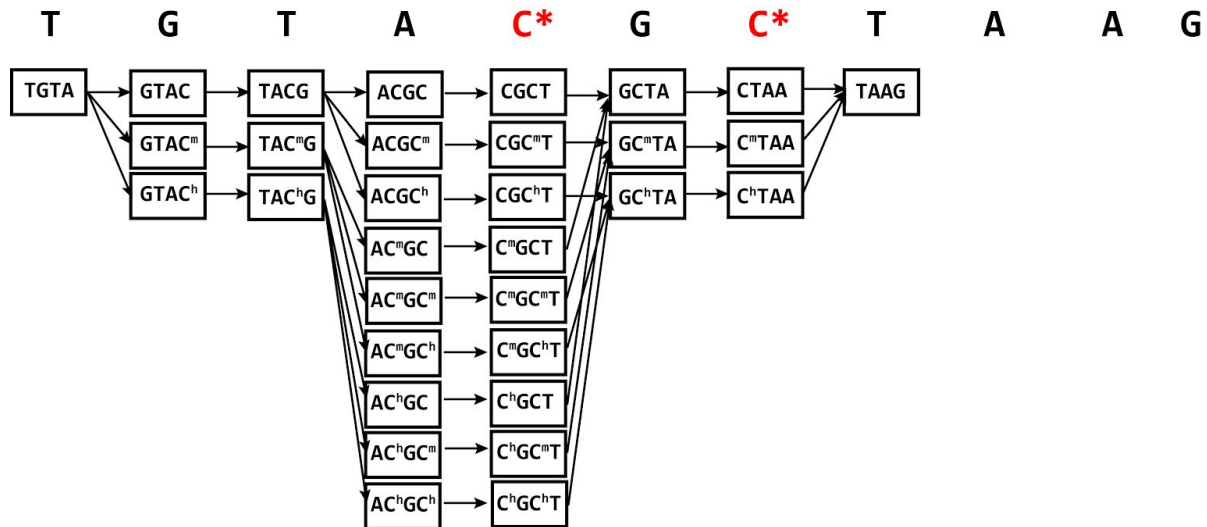 T G T A C* G C* T A A G
TGTA GTAC TACG ACGC CGCT GCTA CTAA TAAG
GTACᵐ TACᵐG ACGCᵐ CGCᵐT GCᵐTA CᵐTAA
GTACʰ TACʰG ACGCʰ CGCʰT GCʰTA CʰTAA
ACᵐGC CᵐGCT
ACᵐGCᵐ CᵐGCᵐT
ACᵐGCʰ CᵐGCʰT
ACʰGC CʰGCT
ACʰGCᵐ CʰGCᵐT
ACʰGCʰ CʰGCʰT